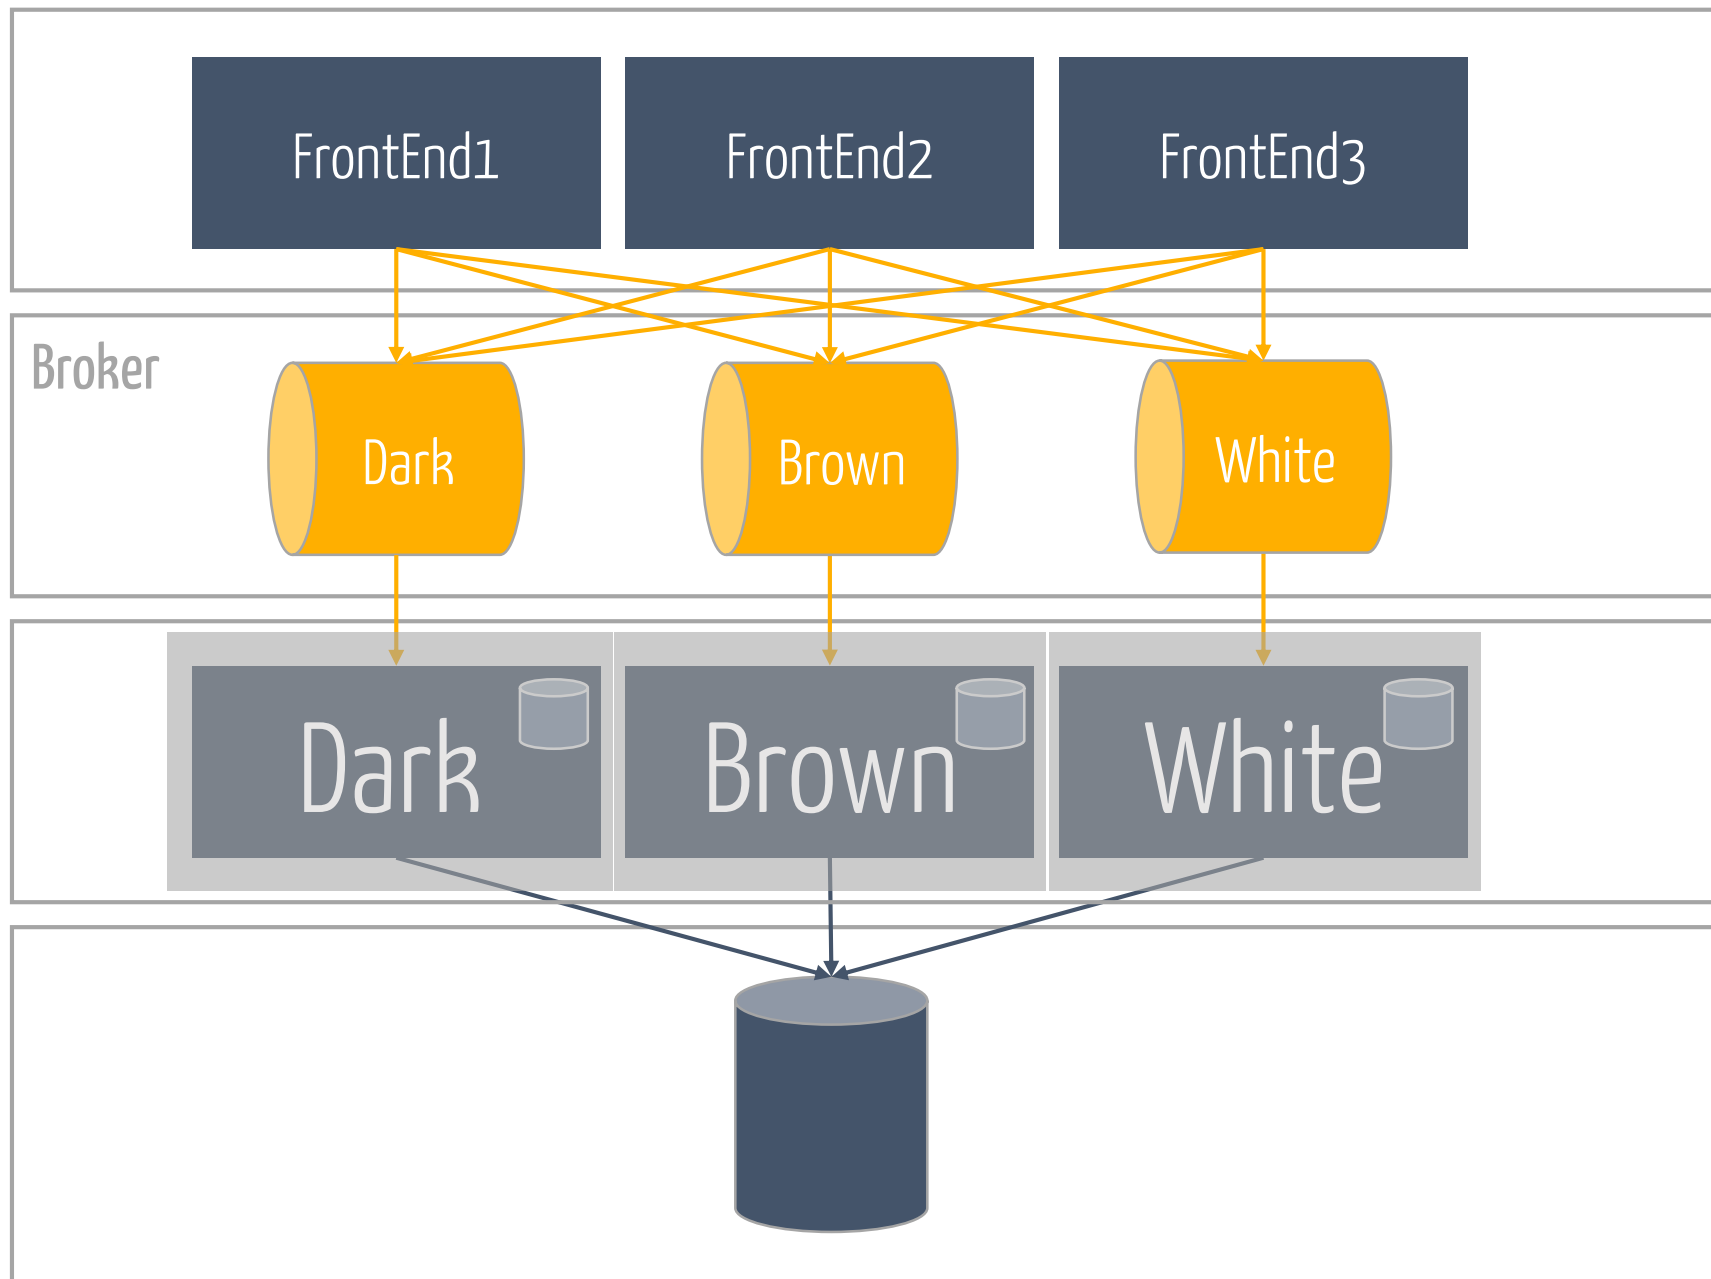 FrontEnd1
FrontEnd2
FrontEnd3
Broker
Dark
Brown
White
Dark
Brown
White